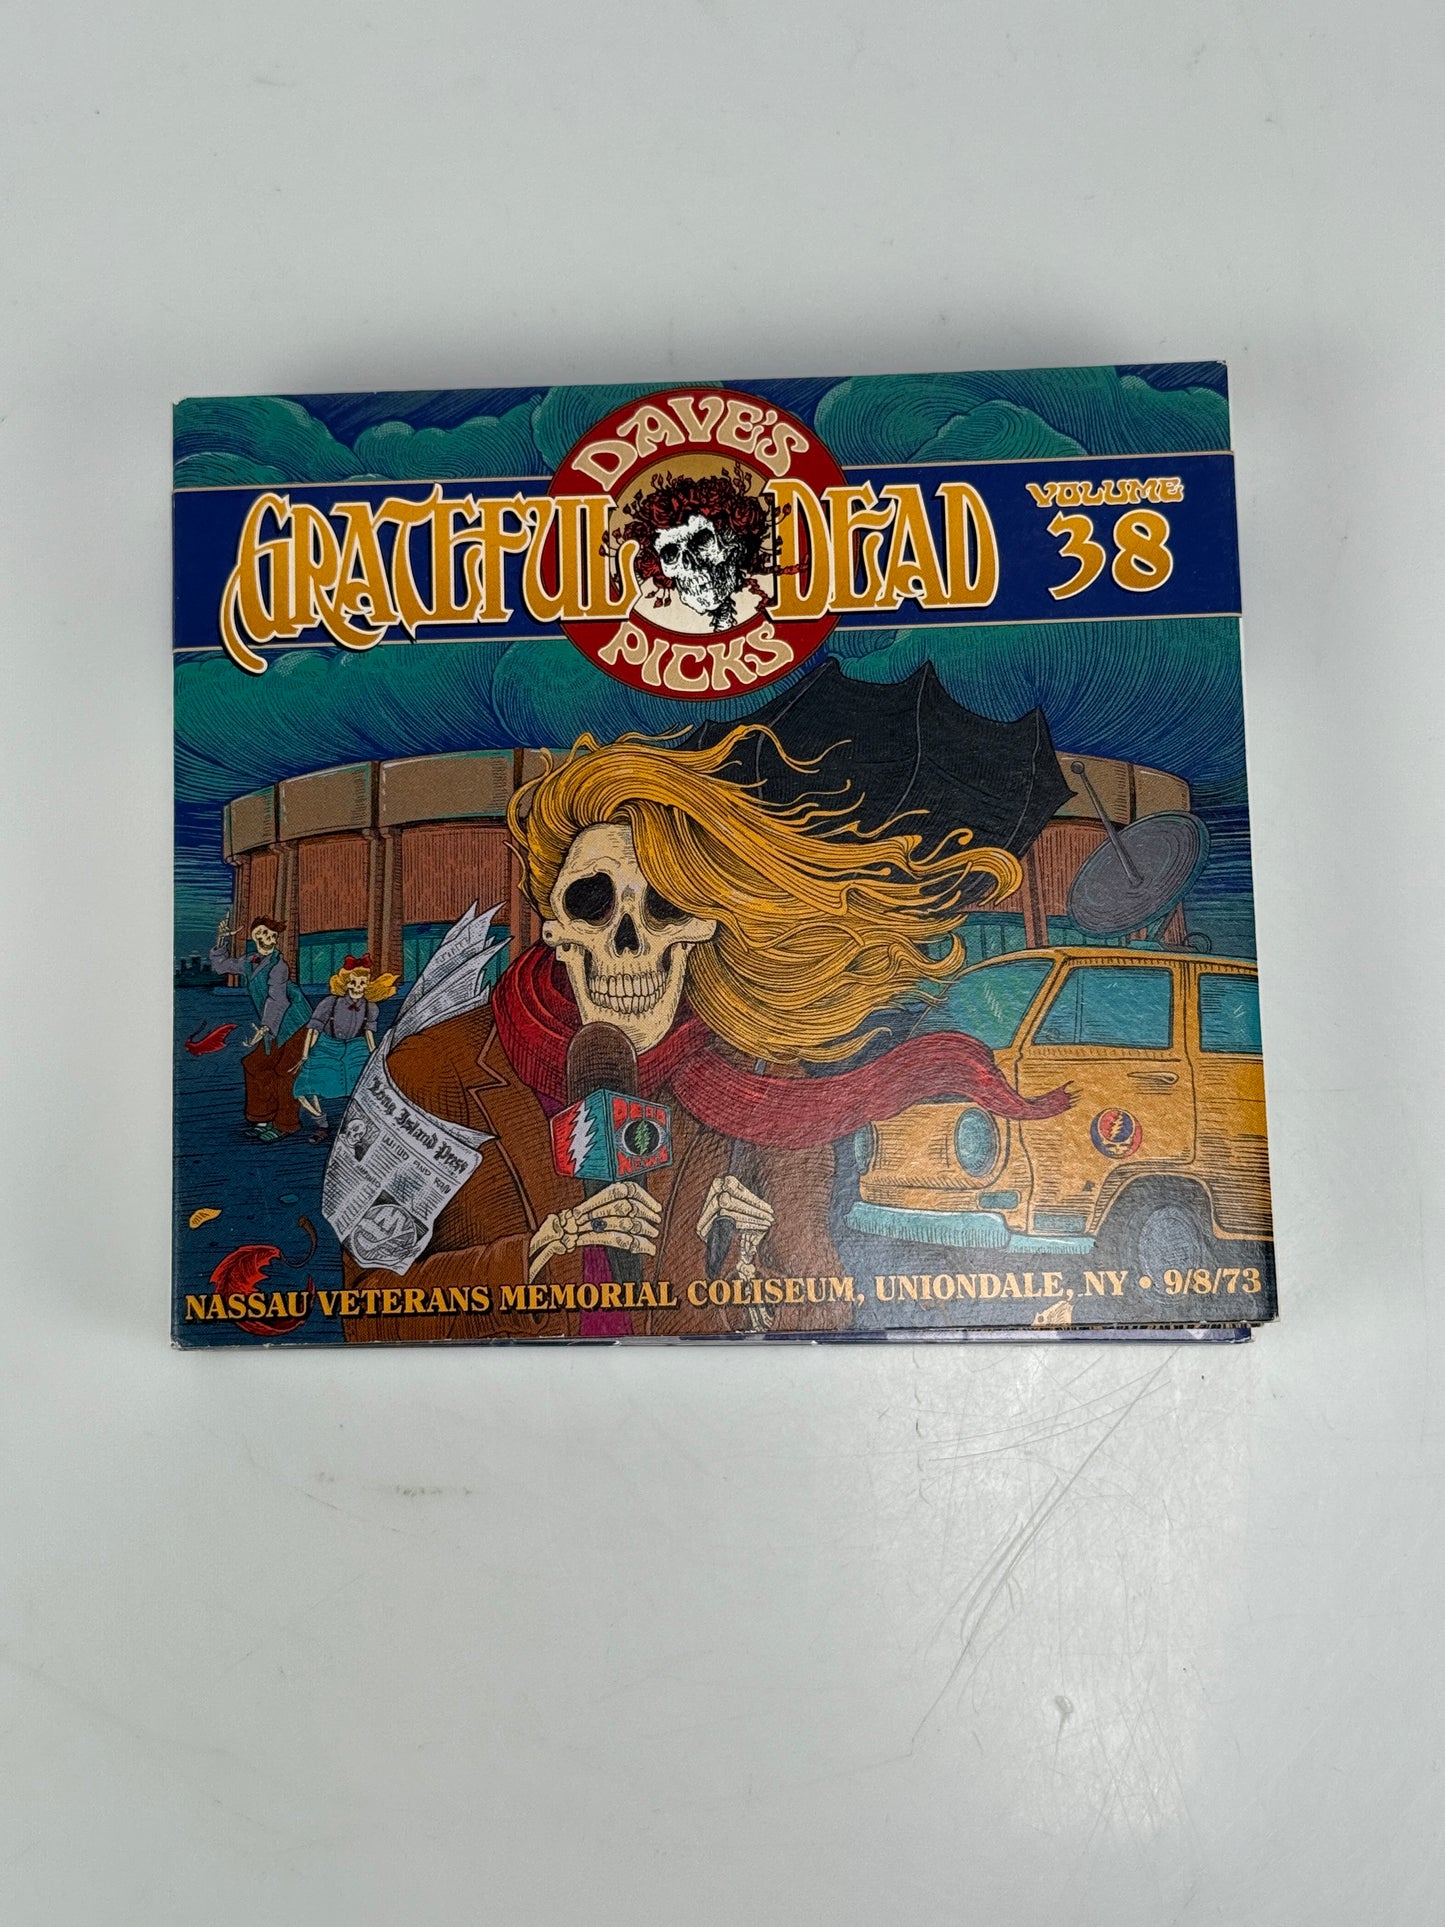 DAVE'S
GRATEFUL DEAD
VOLUME
38
PICKS
Long Island Press
DEAD
NEWS
NY
NASSAU VETERANS MEMORIAL COLISEUM, UNIONDALE, NY • 9/8/73